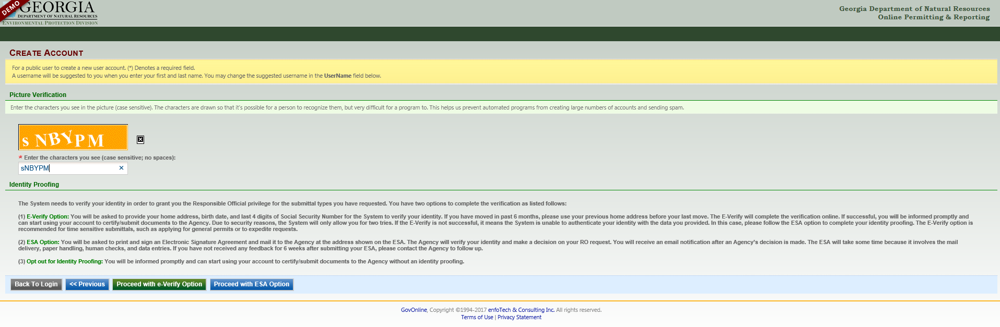 DEMO
GEORGIA
DEPARTMENT OF NATURAL RESOURCES
ENVIRONMENTAL PROTECTION DIVISION
Georgia Department of Natural Resources
Online Permitting & Reporting
CREATE ACCOUNT
For a public user to create a new user account. (*) Denotes a required field.
A username will be suggested to you when you enter your first and last name. You may change the suggested username in the UserName field below.
Picture Verification
Enter the characters you see in the picture (case sensitive). The characters are drawn so that it's possible for a person to recognize them, but very difficult for a program to. This helps us prevent automated programs from creating large numbers of accounts and sending spam.
s NBYPM
* Enter the characters you see (case sensitive; no spaces):
sNBYPM
Identity Proofing
The System needs to verify your identity in order to grant you the Responsible Official privilege for the submittal types you have requested. You have two options to complete the verification as listed follows:
(1) E-Verify Option: You will be asked to provide your home address, birth date, and last 4 digits of Social Security Number for the System to verify your identity. If you have moved in past 6 months, please use your previous home address before your last move. The E-Verify will complete the verification online. If successful, you will be informed promptly and
can start using your account to certify/submit documents to the Agency. Due to security reasons, the System will only allow you for two tries. If the E-Verify is not successful, it means the System is unable to authenticate your identity with the data you provided. In this case, please follow the ESA option to complete your identity proofing. The E-Verify option is
recommended for time sensitive submittals, such as applying for general permits or to expedite requests.
(2) ESA Option: You will be asked to print and sign an Electronic Signature Agreement and mail it to the Agency at the address shown on the ESA. The Agency will verify your identity and make a decision on your RO request. You will receive an email notification after an Agency's decision is made. The ESA will take some time because it involves the mail
delivery, paper handling, human checks, and data entries. If you have not received any feedback for 6 weeks after submitting your ESA, please contact the Agency to follow up.
(3) Opt out for Identity Proofing: You will be informed promptly and can start using your account to certify/submit documents to the Agency without an identity proofing.
Back To Login << Previous Proceed with e-Verify Option Proceed with ESA Option
GovOnline, Copyright ©1994-2017 enfoTech & Consulting Inc. All rights reserved.
Terms of Use | Privacy Statement